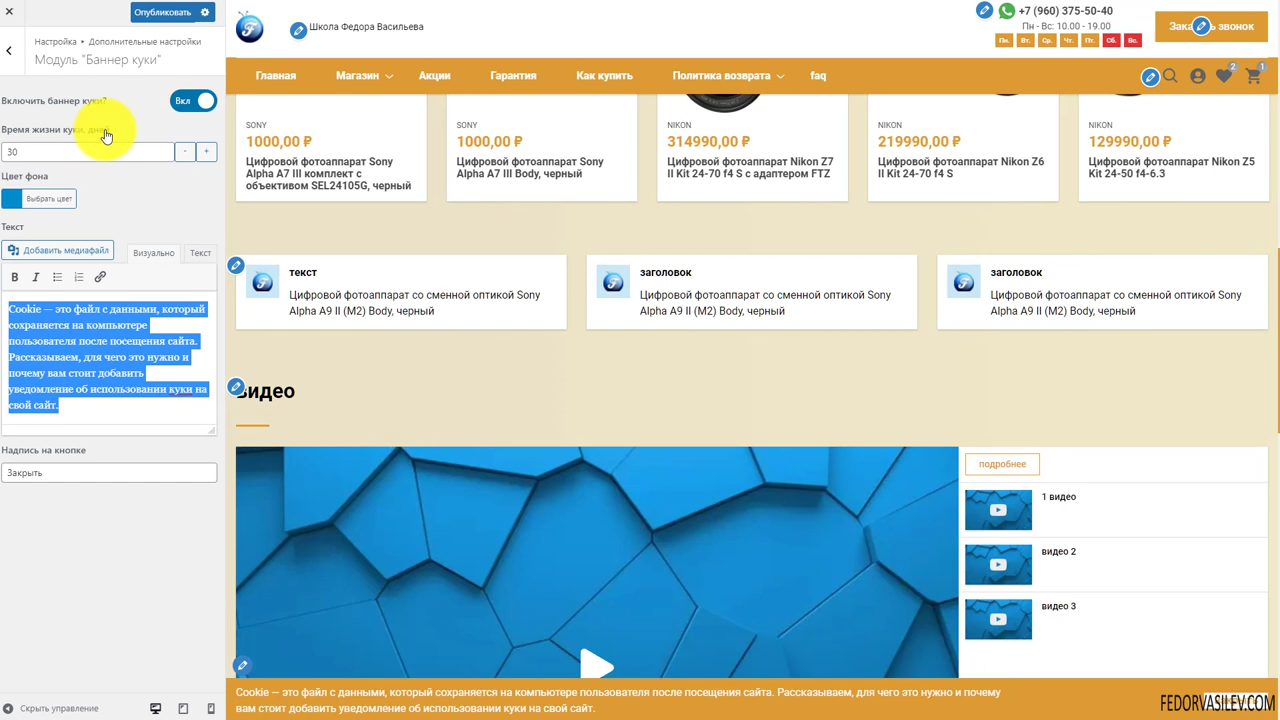 Опубликовать
Настройка ▸ Дополнительные настройки
Модуль "Баннер куки"
Включить баннер куки?
Вкл
Время жизни куки, дней
30
-
+
Цвет фона
Выбрать цвет
Текст
Добавить медиафайл
Визуально
Текст
B
I
Cookie — это файл с данными, который
сохраняется на компьютере
пользователя после посещения сайта.
Рассказываем, для чего это нужно и
почему вам стоит добавить
уведомление об использовании куки на
свой сайт.
Надпись на кнопке
Закрыть
Скрыть управление
Школа Федора Васильева
+7 (960) 375-50-40
Пн - Вс: 10.00 - 19.00
Пн. Вт. Ср. Чт. Пт. Сб. Вс.
звонок
Главная
Магазин
Акции
Гарантия
Как купить
Политика возврата
faq
2
1
SONY
1000,00 ₽
Цифровой фотоаппарат Sony
Alpha A7 III комплект с
объективом SEL24105G, черный
SONY
1000,00 ₽
Цифровой фотоаппарат Sony
Alpha A7 III Body, черный
NIKON
314990,00 ₽
Цифровой фотоаппарат Nikon Z7
II Kit 24-70 f4 S с адаптером FTZ
NIKON
219990,00 ₽
Цифровой фотоаппарат Nikon Z6
II Kit 24-70 f4 S
NIKON
129990,00 ₽
Цифровой фотоаппарат Nikon Z5
Kit 24-50 f4-6.3
текст
Цифровой фотоаппарат со сменной оптикой Sony
Alpha A9 II (M2) Body, черный
заголовок
Цифровой фотоаппарат со сменной оптикой Sony
Alpha A9 II (M2) Body, черный
заголовок
Цифровой фотоаппарат со сменной оптикой Sony
Alpha A9 II (M2) Body, черный
видео
подробнее
1 видео
видео 2
видео 3
Cookie — это файл с данными, который сохраняется на компьютере пользователя после посещения сайта. Рассказываем, для чего это нужно и почему
вам стоит добавить уведомление об использовании куки на свой сайт.
FEDORVASILEV.COM